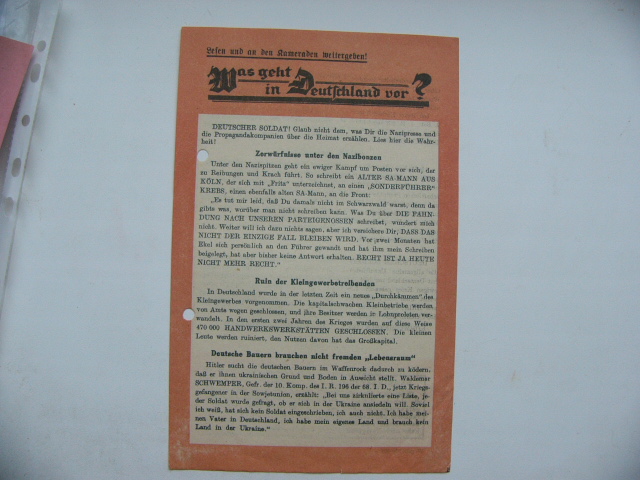 Lesen und an den Kameraden weitergeben!
Was geht
in Deutschland vor?
DEUTSCHER SOLDAT! Glaub nicht dem, was Dir die Nazipresse und
die Propagandakompanien über die Heimat erzählen. Lies hier die Wahr-
heit!
Zerwürfnisse unter den Nazibonzen
Unter den Nazispitzen geht ein ewiger Kampf um Posten vor sich, der
zu Reibungen und Krach führt. So schreibt ein ALTER SA-MANN AUS
KÖLN, der sich mit „Fritz" unterzeichnet, an einen „SONDERFÜHRER"
KREBS, einen ebenfalls alten SA-Mann, an die Front:
„Es tut mir leid, daß Du damals nicht im Schwarzwald warst, denn da
gibts was, worüber man nicht schreiben kann. Was Du über DIE FAHN-
DUNG NACH UNSEREN PARTEIGENOSSEN schreibst, wundert mich
nicht. Weiter will ich dazu nichts sagen, aber ich versichere Dir, DASS DAS
NICHT DER EINZIGE FALL BLEIBEN WIRD. Vor zwei Monaten hat
Ekel sich persönlich an den Führer gewandt und hat ihm mein Schreiben
beigelegt, hat aber bisher keine Antwort erhalten. RECHT IST JA HEUTE
NICHT MEHR RECHT."
Ruin der Kleingewerbetreibenden
In Deutschland wurde in der letzten Zeit ein neues „Durchkämmen" des
Kleingewerbes vorgenommen. Die kapitalschwachen Kleinbetriebe werden
von Amts wegen geschlossen, und ihre Besitzer werden in Lohnproleten ver-
wandelt. In den ersten zwei Jahren des Krieges wurden auf diese Weise
470 000 HANDWERKSWERKSTÄTTEN GESCHLOSSEN. Die kleinen
Leute werden ruiniert, den Nutzen davon hat das Großkapital.
Deutsche Bauern brauchen nicht fremden „Lebensraum"
Hitler sucht die deutschen Bauern im Waffenrock dadurch zu ködern,
daß er ihnen ukrainischen Grund und Boden in Aussicht stellt. Waldemar
SCHWEMPER, Gefr. der 10. Komp. des I. R. 196 der 68. I. D., jetzt Kriegs-
gefangener in der Sowjetunion, erzählt: „Bei uns zirkulierte eine Liste, je-
der Soldat wurde gefragt, ob er sich in der Ukraine ansiedeln will. Soviel
ich weiß, hat sich kein Soldat eingeschrieben, ich auch nicht. Ich habe mei-
nen Vater in Deutschland, ich habe mein eigenes Land und brauch kein
Land in der Ukraine."